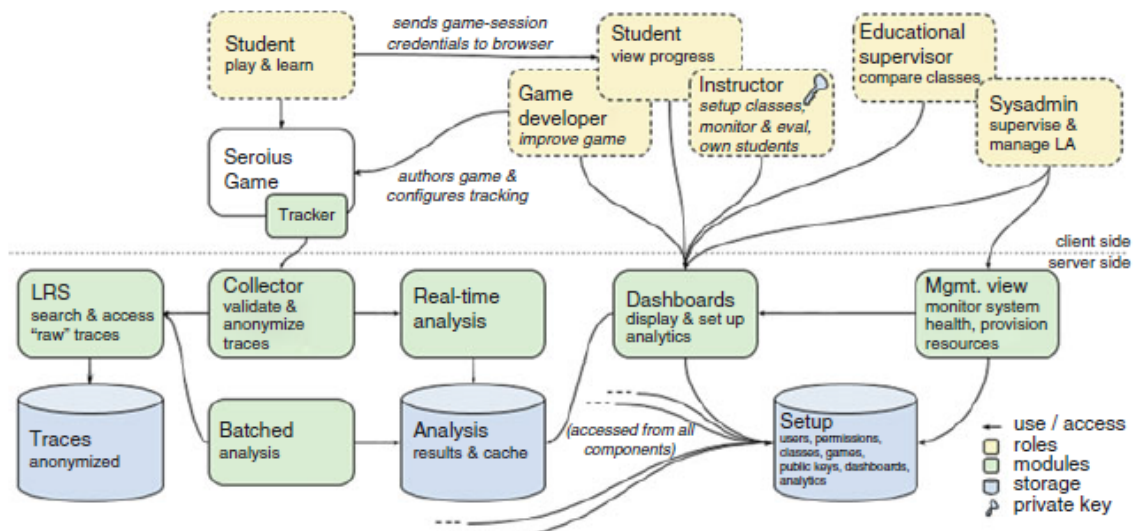 Student
play & learn
sends game-session
credentials to browser
Student
view progress
Educational
supervisor
compare classes
Game
developer
improve game
Instructor
setup classes,
monitor & eval,
own students
Sysadmin
supervise &
manage LA
Seroius
Game
Tracker
authors game &
configures tracking
client side
server side
LRS
search & access
“raw” traces
Collector
validate &
anonymize
traces
Real-time
analysis
Dashboards
display & set up
analytics
Mgmt. view
monitor system
health, provision
resources
Traces
anonymized
Batched
analysis
Analysis
results & cache
(accessed from all
components)
Setup
users, permissions,
classes, games,
public keys, dashboards,
analytics
use / access
roles
modules
storage
private key